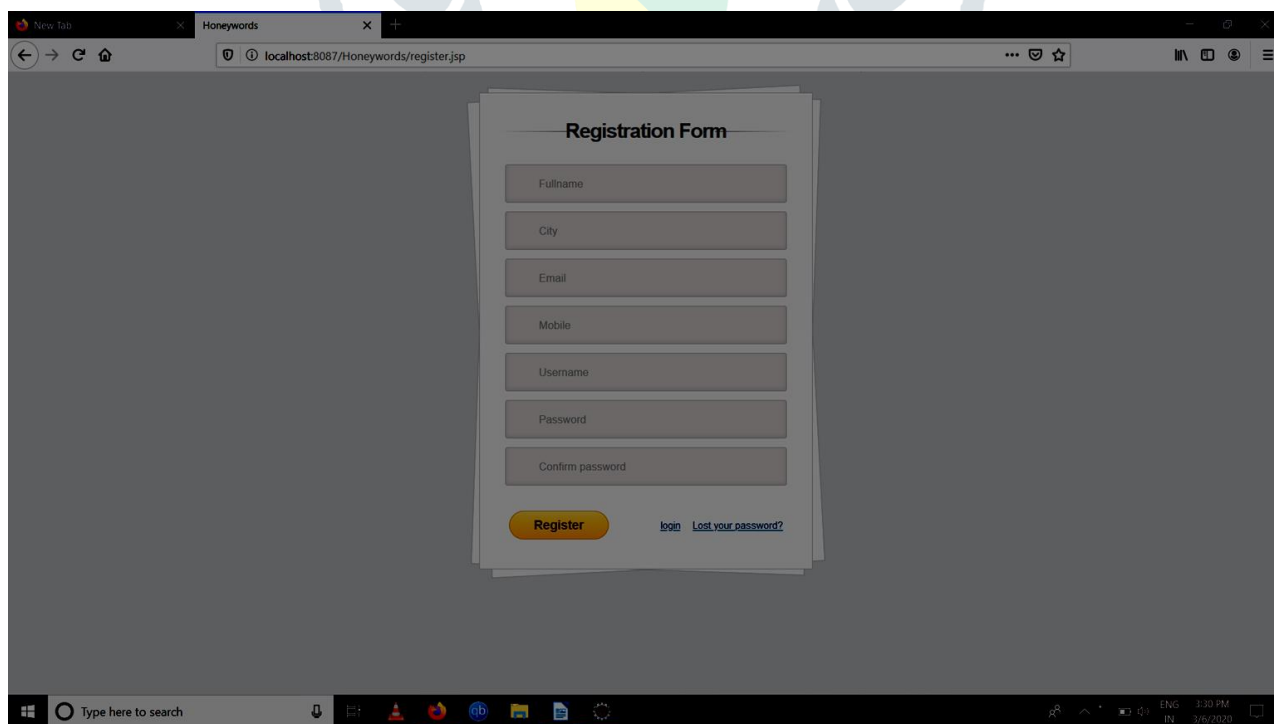 New Tab
Honeywords
localhost:8087/Honeywords/register.jsp
Registration Form
Fullname
City
Email
Mobile
Username
Password
Confirm password
Register login Lost your password?
Type here to search
qb
ENG 3:30 PM
IN 3/6/2020